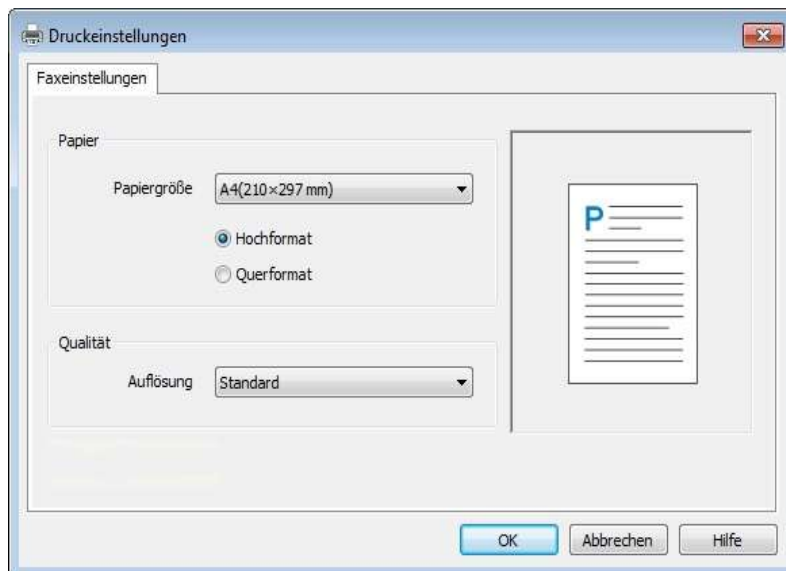 Druckeinstellungen
Faxeinstellungen
Papier
Papiergröße A4(210×297 mm)
Hochformat
Querformat
P
Qualität
Auflösung Standard
OK Abbrechen Hilfe